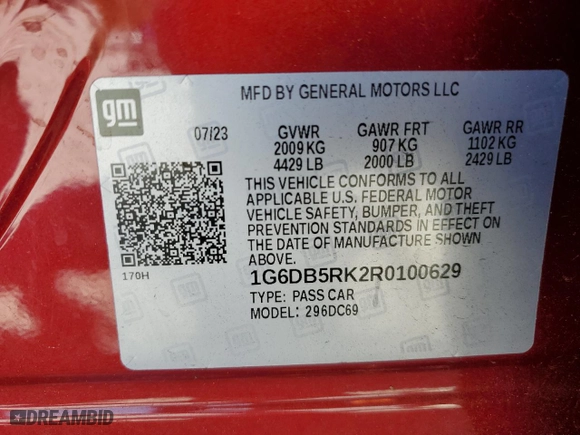 gm
MFD BY GENERAL MOTORS LLC
07/23 GVWR GAWR FRT GAWR RR
2009 KG 907 KG 1102 KG
4429 LB 2000 LB 2429 LB
THIS VEHICLE CONFORMS TO ALL
APPLICABLE U.S. FEDERAL MOTOR
VEHICLE SAFETY, BUMPER, AND THEFT
PREVENTION STANDARDS IN EFFECT ON
THE DATE OF MANUFACTURE SHOWN
ABOVE.
170H
1G6DB5RK2R0100629
TYPE: PASS CAR
MODEL: 296DC69
DREAMBID